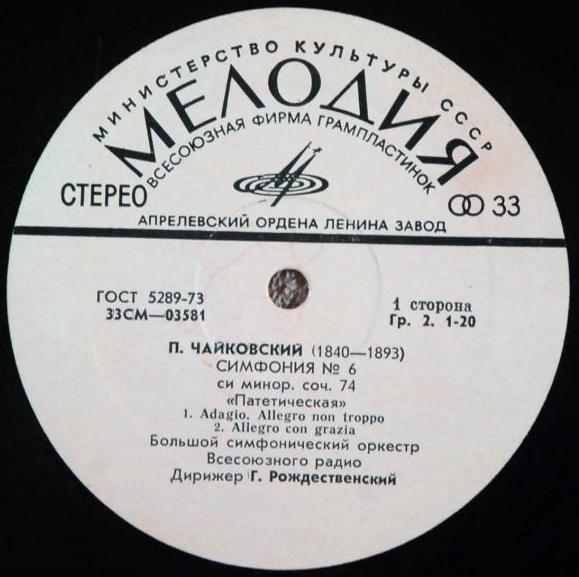 МИНИСТЕРСТВО КУЛЬТУРЫ СССР
МЕЛОДИЯ
ВСЕСОЮЗНАЯ ФИРМА ГРАМПЛАСТИНОК
СТЕРЕО
33
АПРЕЛЕВСКИЙ ОРДЕНА ЛЕНИНА ЗАВОД
ГОСТ 5289-73
33СМ—03581
1 сторона
Гр. 2. 1-20
П. ЧАЙКОВСКИЙ (1840—1893)
СИМФОНИЯ № 6
си минор. соч. 74
«Патетическая»
1. Adagio. Allegro non troppo
2. Allegro con grazia
Большой симфонический оркестр
Всесоюзного радио
Дирижер Г. Рождественский